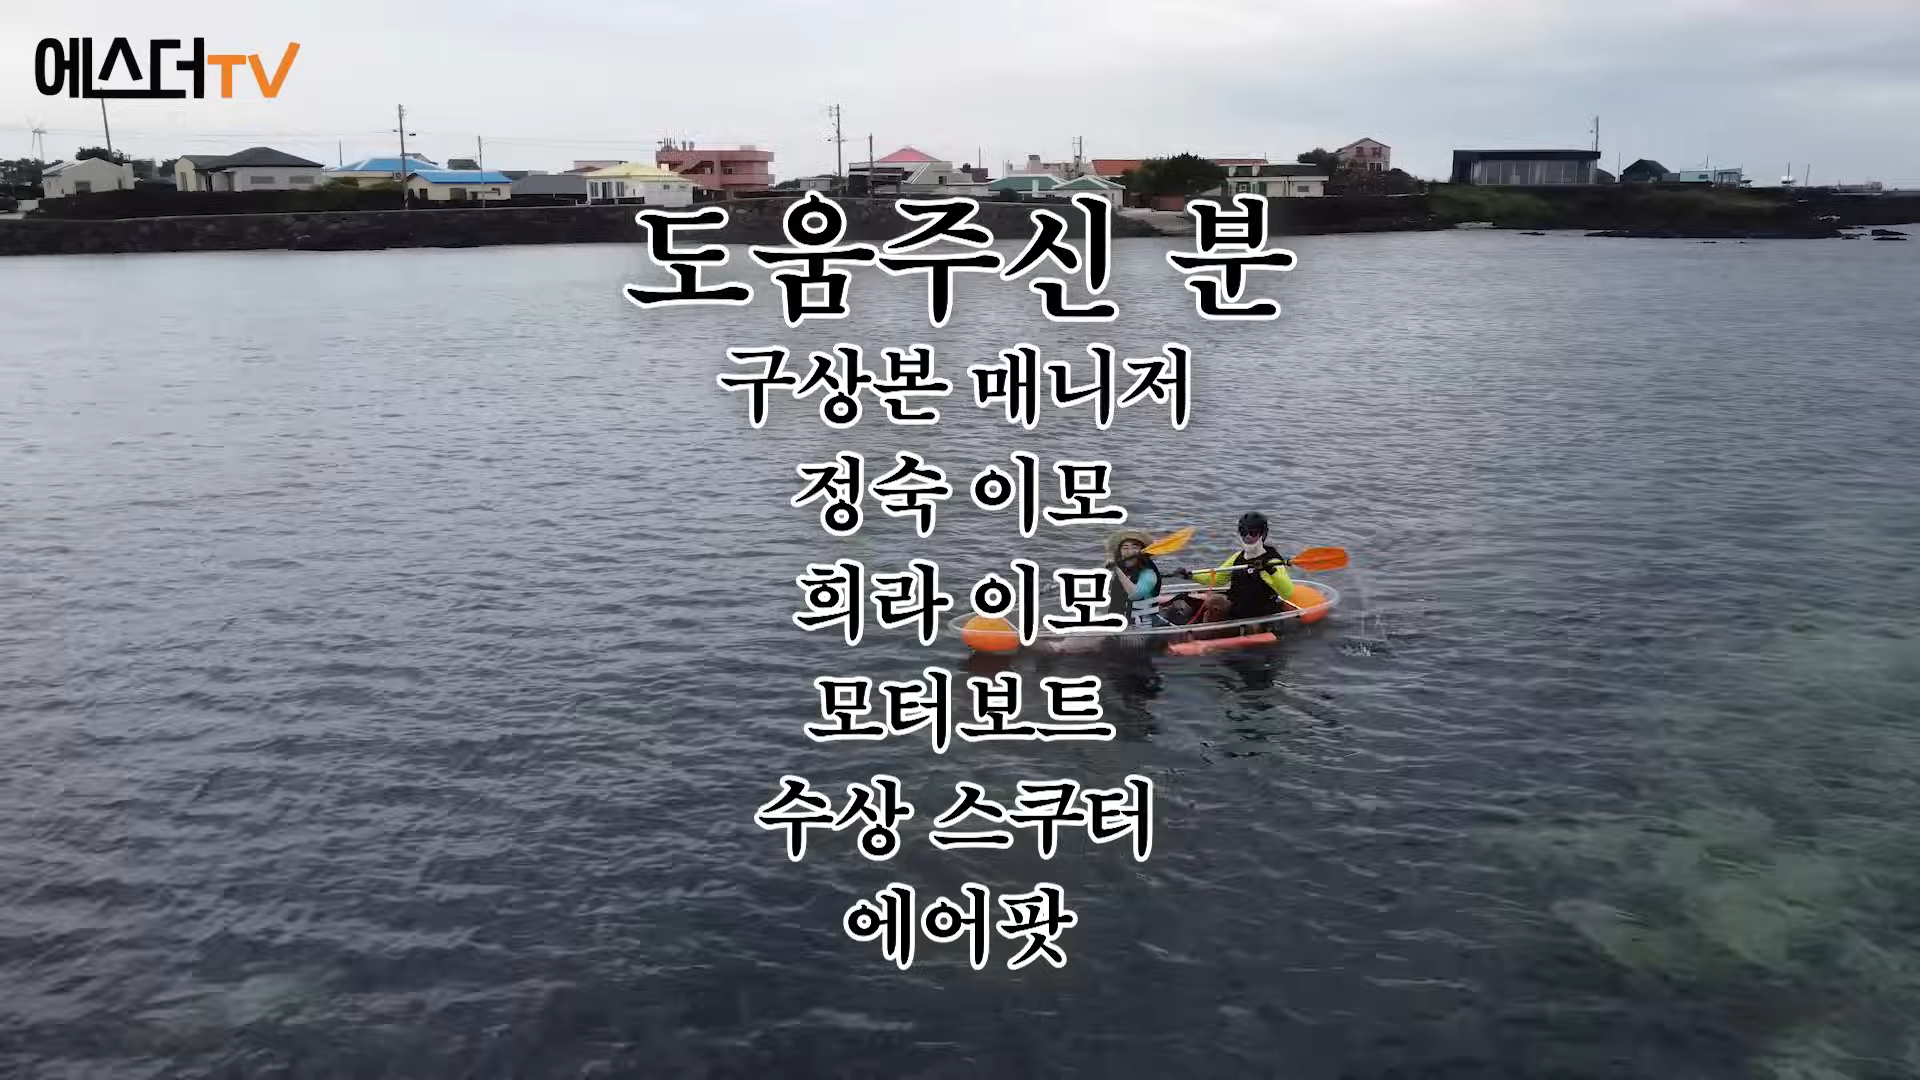 에스더TV
도움주신 분
구상본 매니저
정숙 이모
희라 이모
모터보트
수상 스쿠터
에어팟